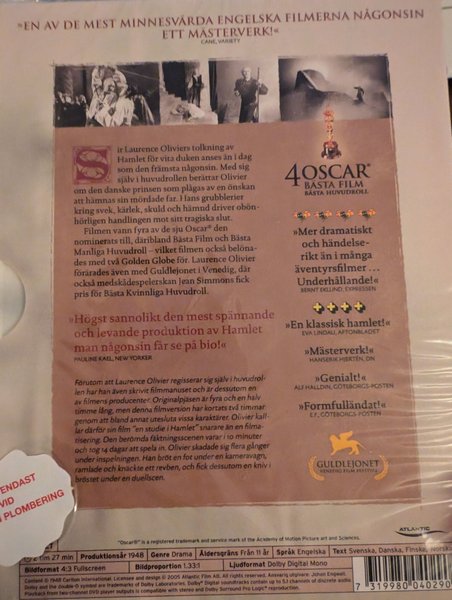 »EN AV DE MEST MINNESVÄRDA ENGELSKA FILMERNA NÅGONSIN
ETT MÄSTERVERK!«
CANE, VARIETY
Sir Laurence Oliviers tolkning av
Hamlet för vita duken anses än i dag
som den främsta någonsin. Med sig
själv i huvudrollen berättar Olivier
om den danske prinsen som plågas av en önskan
att hämnas sin mördade far. Hans grubblerier
kring svek, kärlek, skuld och hämnd driver obön-
hörligen handlingen mot sitt tragiska slut.
Filmen vann fyra av de sju Oscar® den
nominerats till, däribland Bästa Film och Bästa
Manliga Huvudroll – vilket filmen också belöna-
des med två Golden Globe för. Laurence Olivier
förärades även med Guldlejonet i Venedig, där
också medskådespelerskan Jean Simmons fick
pris för Bästa Kvinnliga Huvudroll.
»Högst sannolikt den mest spännande
och levande produktion av Hamlet
man någonsin får se på bio!«
PAULINE KAEL, NEW YORKER
Förutom att Laurence Olivier regisserar sig själv i huvudrol-
len har han även skrivit filmmanuset och är dessutom en
av filmens producenter. Originalpjäsen är fyra och en halv
timme lång, men denna filmversion har kortats två timmar
genom att bland annat utesluta vissa karaktärer. Olivier kal-
lar därför sin film "en studie i Hamlet" snarare än en filma-
tisering. Den berömda fäktningsscenen varar i 10 minuter
och tog 14 dagar att spela in. Olivier skadade sig flera gånger
under inspelningen. Han bröt en fot under en kameravagn,
ramlade och knäckte ett revben, och fick dessutom en kniv i
bröstet under en duellscen.
4 OSCAR®
BÄSTA FILM
BÄSTA HUVUDROLL
»Mer dramatiskt
och händelse-
rikt än i många
äventyrsfilmer ...
Underhållande!«
BERNT EKLUND, EXPRESSEN
»En klassisk hamlet!«
EVA LINDAU, AFTONBLADET
»Mästerverk!«
HANSERIK HJERTÉN, DN
»Genialt!«
ALF HALLDIN, GÖTEBORGS-POSTEN
»Formfulländat!«
E.F., GÖTEBORGS-POSTEN
GULDLEJONET
VENEDIG FILM FESTIVAL
ENDAST
VID
PLOMBERING
ATLANTIC
"Oscar®" is a registered trademark and service mark of the Academy of Motion Picture art and Sciences.
2 tim 27 min Produktionsår 1948 Genre Drama Åldersgräns Från 11 år Språk Engelska Text Svenska, Danska, Finska, Norska
Bildformat 4:3 Fullscreen Bildproportion 1.33:1 Ljudformat Dolby Digital Mono
7 319980 040290